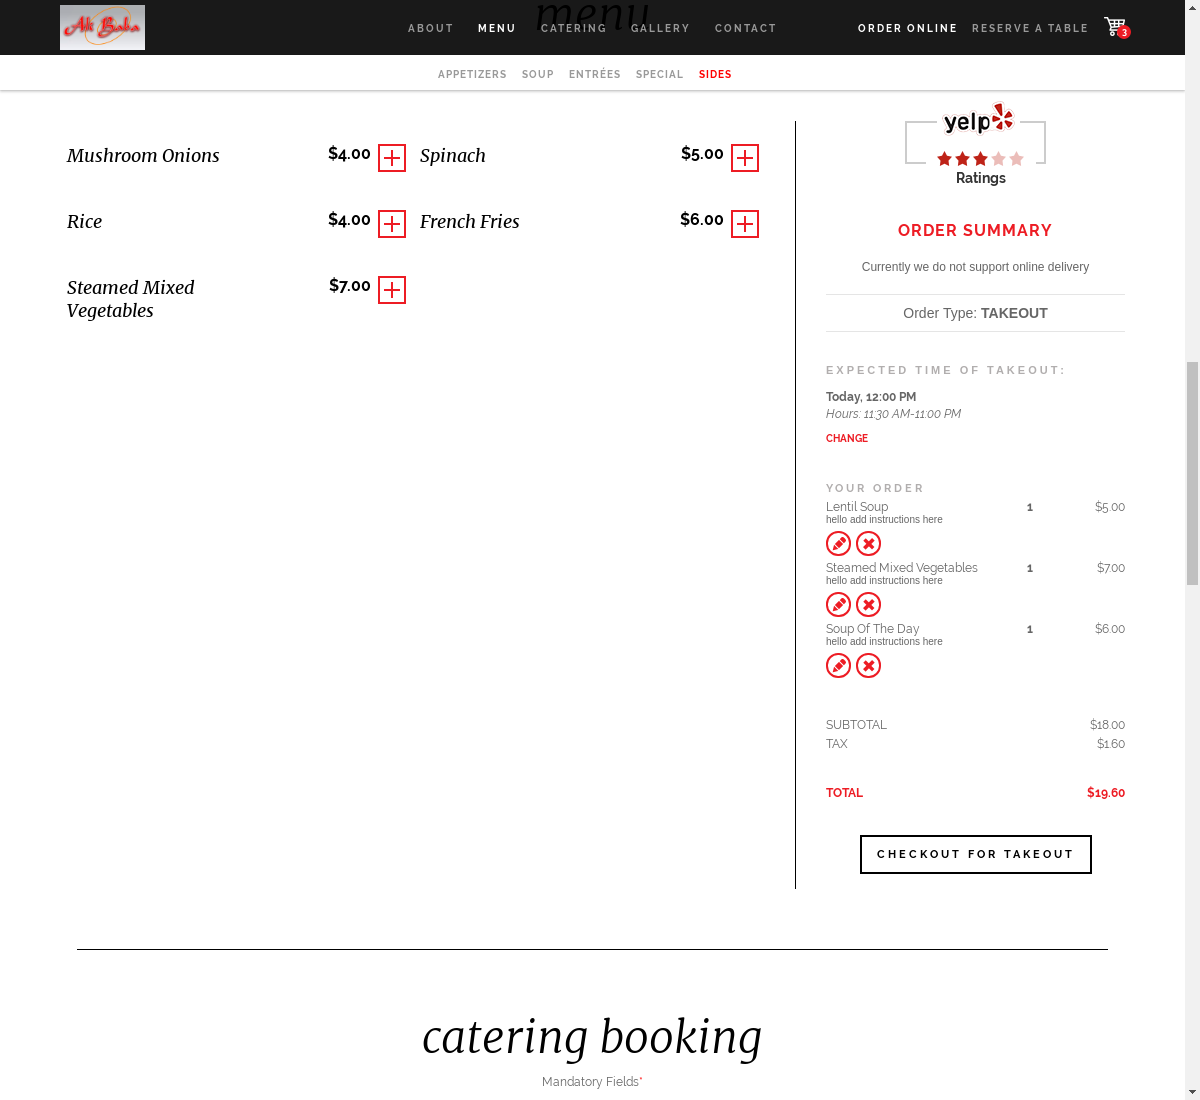 menu
Ali Baba
ABOUT MENU CATERING GALLERY CONTACT ORDER ONLINE RESERVE A TABLE 3
APPETIZERS SOUP ENTRÉES SPECIAL SIDES
Mushroom Onions $4.00
Spinach $5.00
Rice $4.00
French Fries $6.00
Steamed Mixed
Vegetables $7.00
yelp
Ratings
ORDER SUMMARY
Currently we do not support online delivery
Order Type: TAKEOUT
EXPECTED TIME OF TAKEOUT:
Today, 12:00 PM
Hours: 11:30 AM-11:00 PM
CHANGE
YOUR ORDER
Lentil Soup 1 $5.00
hello add instructions here
Steamed Mixed Vegetables 1 $7.00
hello add instructions here
Soup Of The Day 1 $6.00
hello add instructions here
SUBTOTAL $18.00
TAX $1.60
TOTAL $19.60
CHECKOUT FOR TAKEOUT
catering booking
Mandatory Fields*